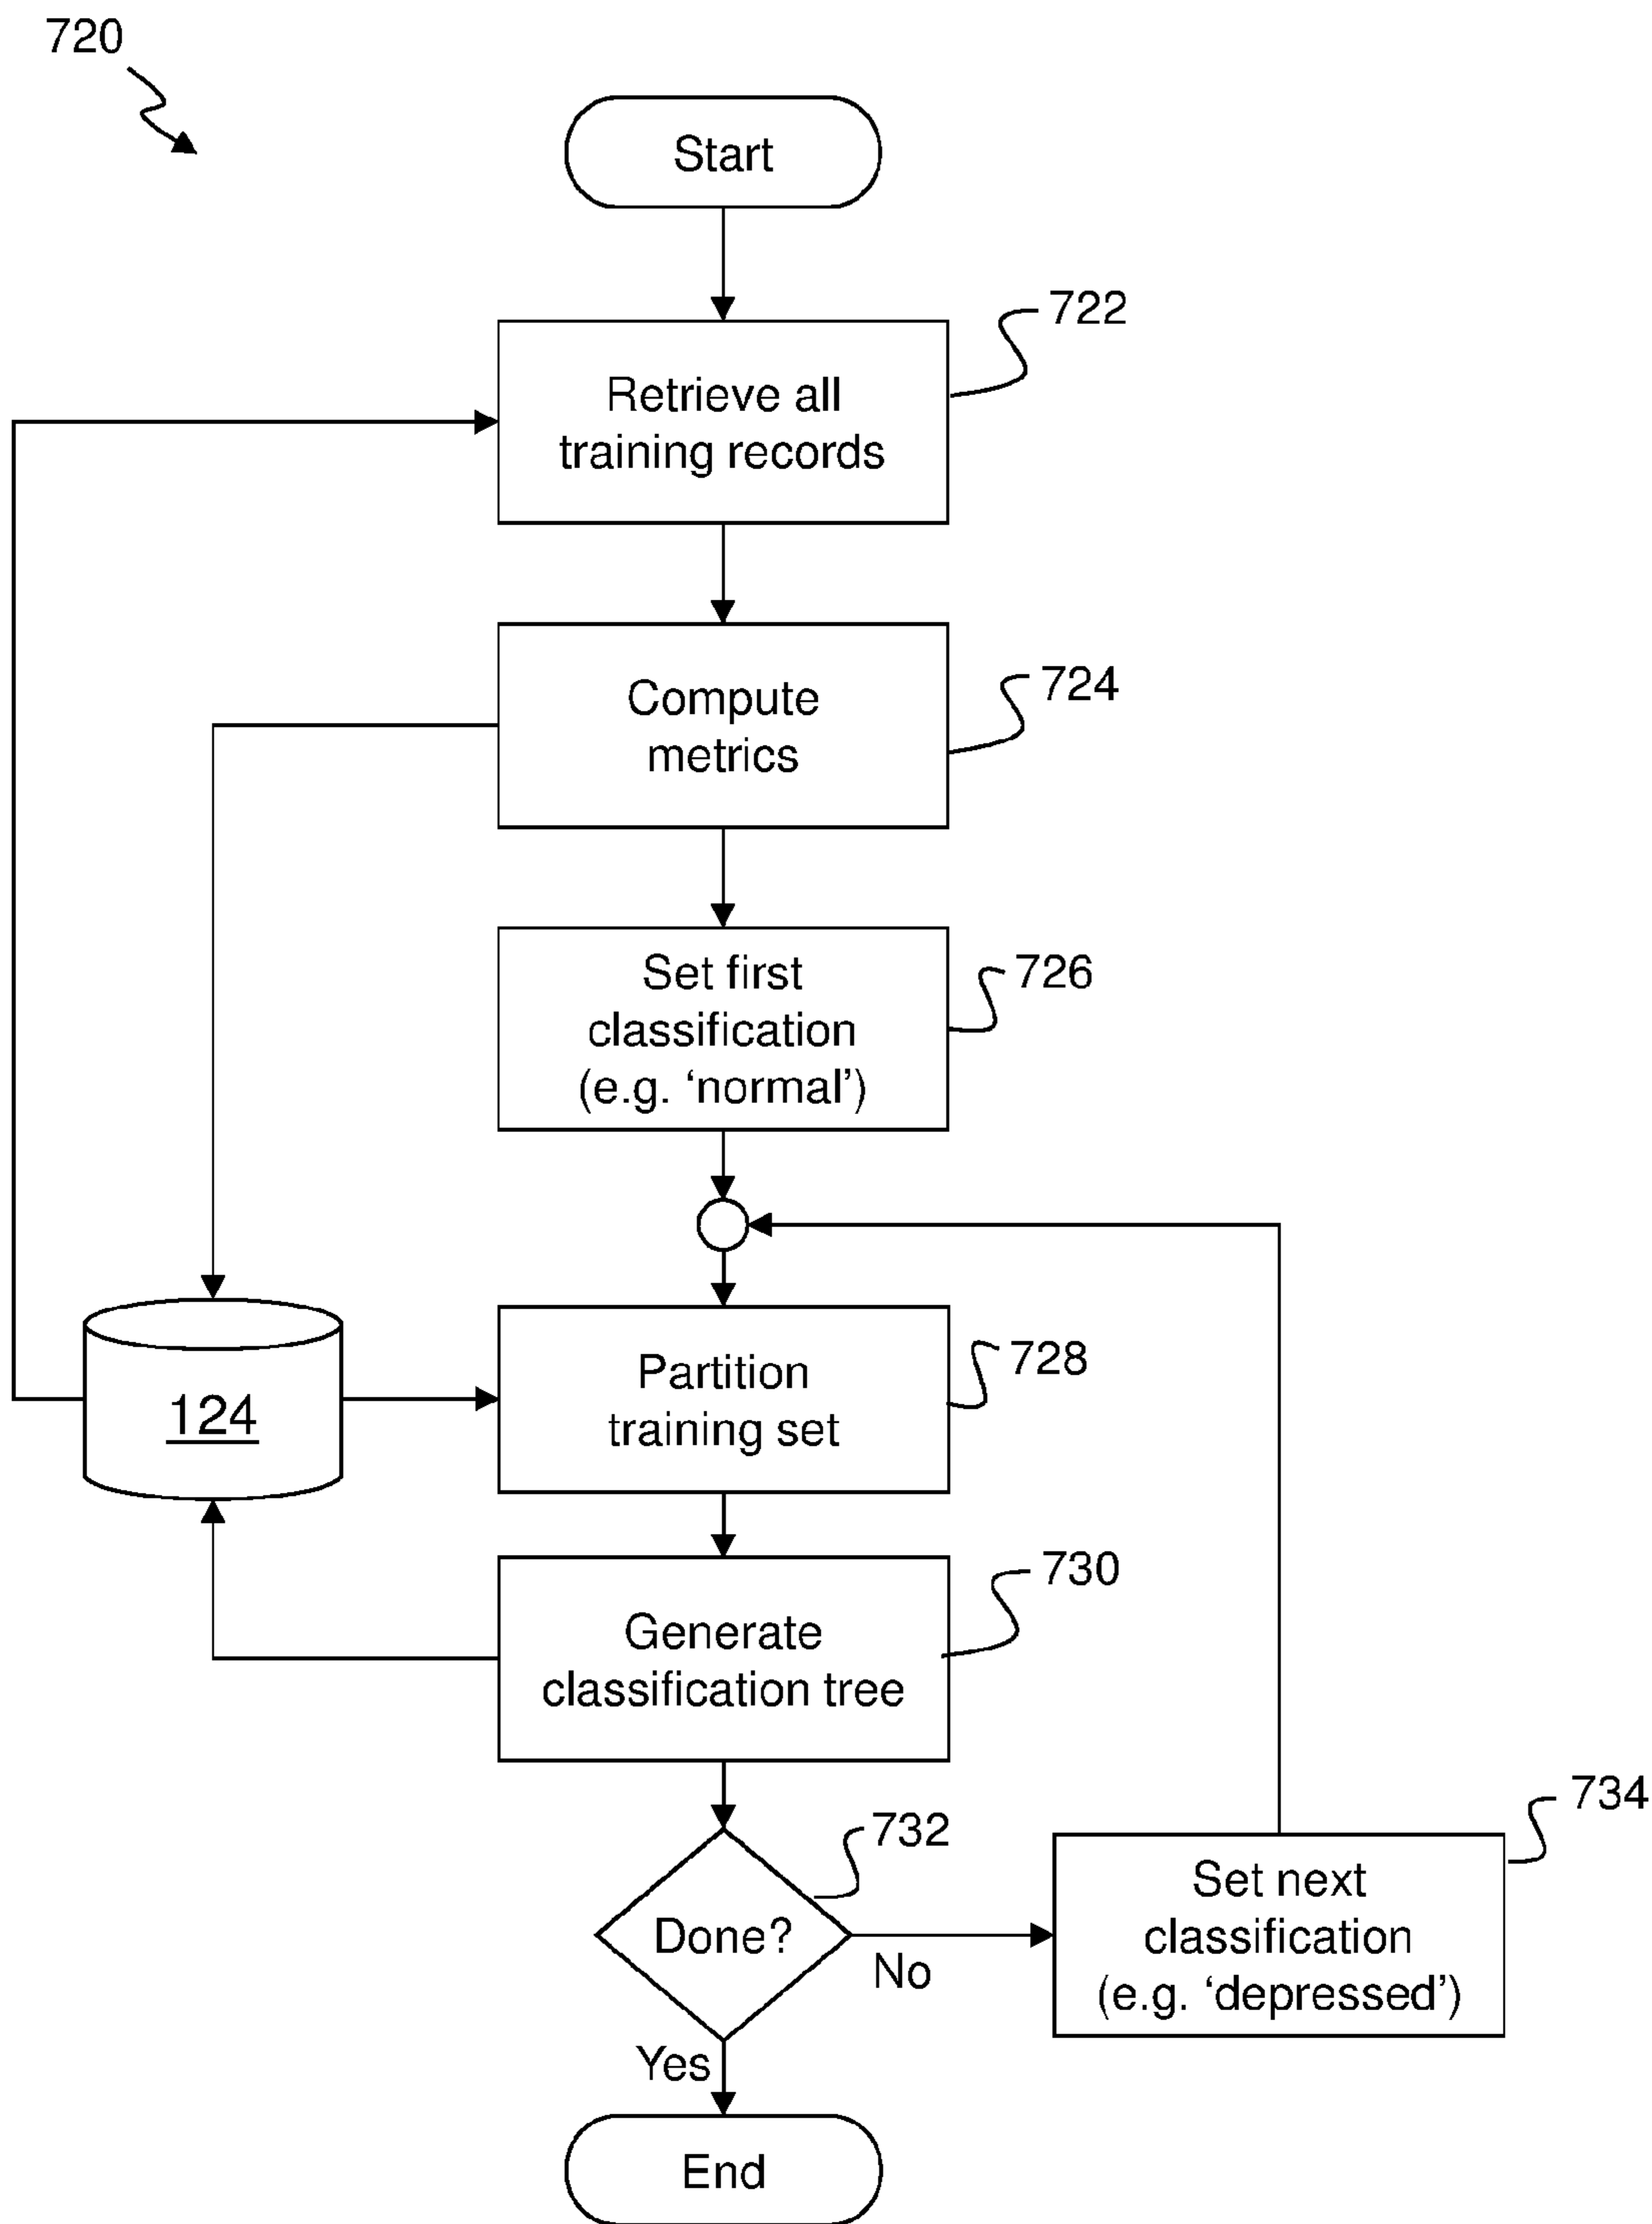 720
Start
722
Retrieve all
training records
724
Compute
metrics
726
Set first
classification
(e.g. ‘normal’)
124
728
Partition
training set
730
Generate
classification tree
732
Done?
No
734
Set next
classification
(e.g. ‘depressed’)
Yes
End